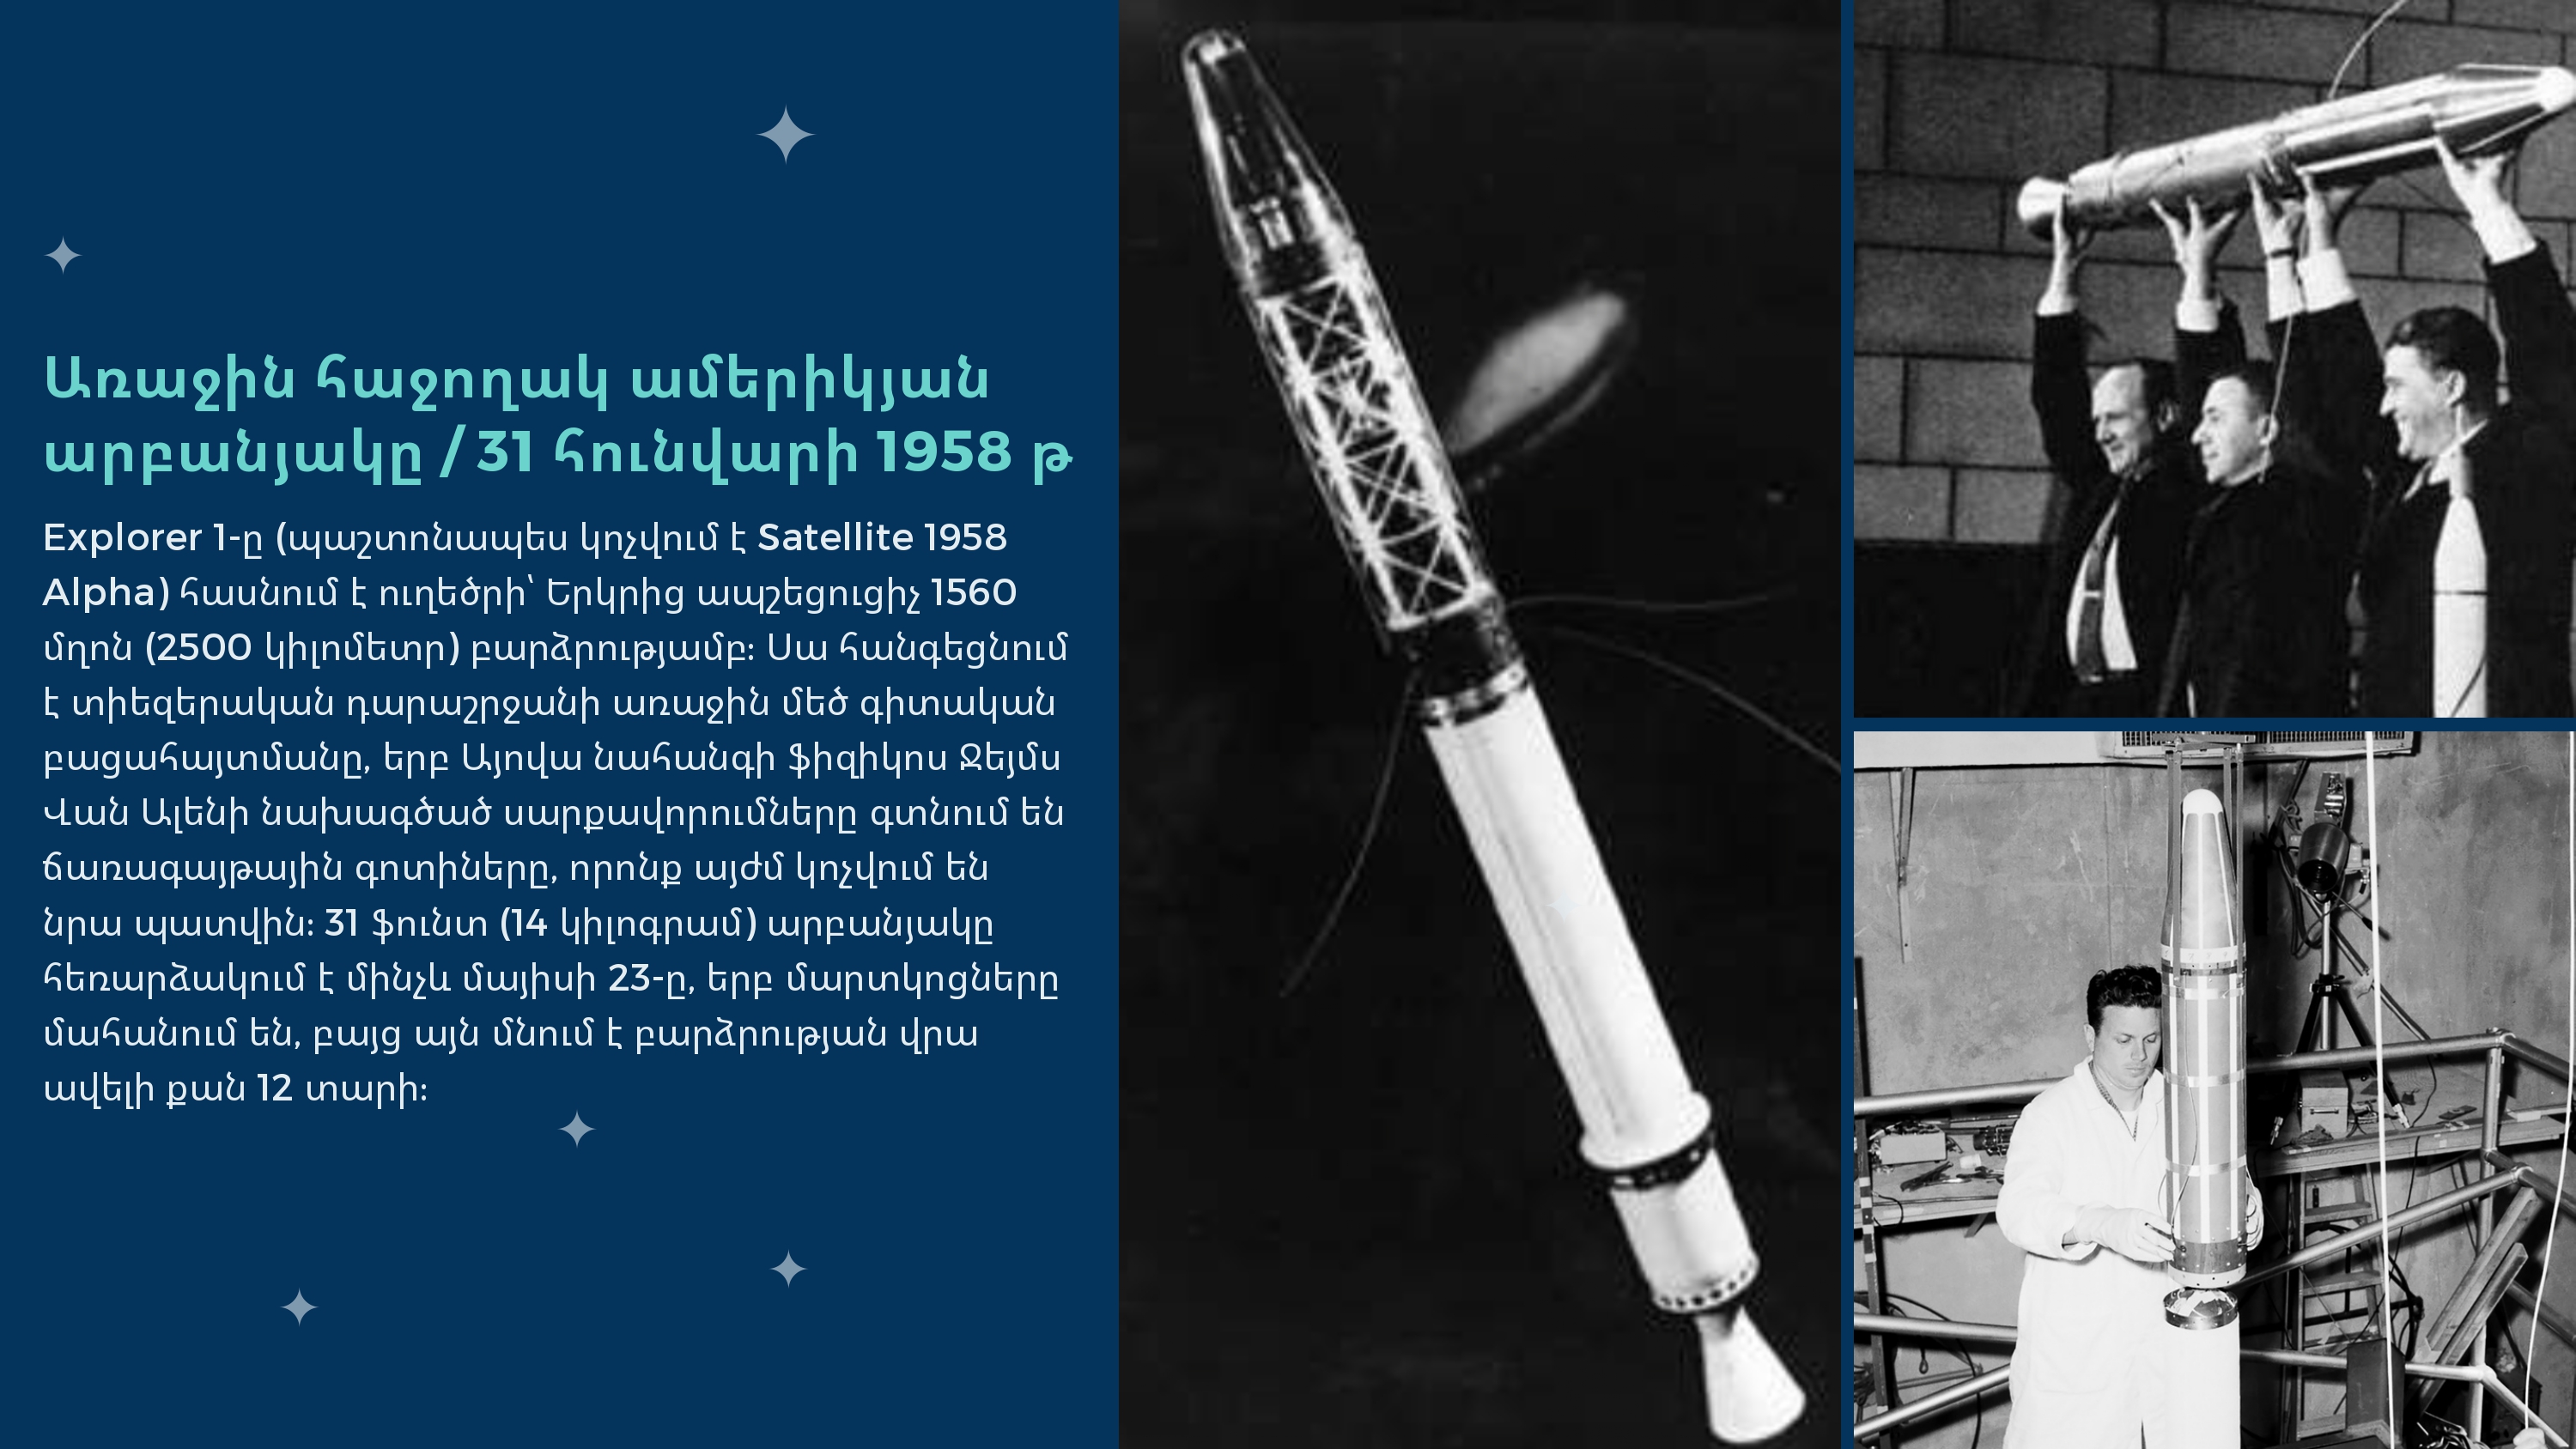 Առաջին հաջողակ ամերիկյան
արբանյակը / 31 հունվարի 1958 թ
Explorer 1-ը (պաշտոնապես կոչվում է Satellite 1958
Alpha) հասնում է ուղեծրի՝ Երկրից ապշեցուցիչ 1560
մղոն (2500 կիլոմետր) բարձրությամբ։ Սա հանգեցնում
է տիեզերական դարաշրջանի առաջին մեծ գիտական
բացահայտմանը, երբ Այովա նահանգի ֆիզիկոս Ջեյմս
Վան Ալենի նախագծած սարքավորումները գտնում են
ճառագայթային գոտիները, որոնք այժմ կոչվում են
նրա պատվին։ 31 ֆունտ (14 կիլոգրամ) արբանյակը
հեռարձակում է մինչև մայիսի 23-ը, երբ մարտկոցները
մահանում են, բայց այն մնում է բարձրության վրա
ավելի քան 12 տարի։